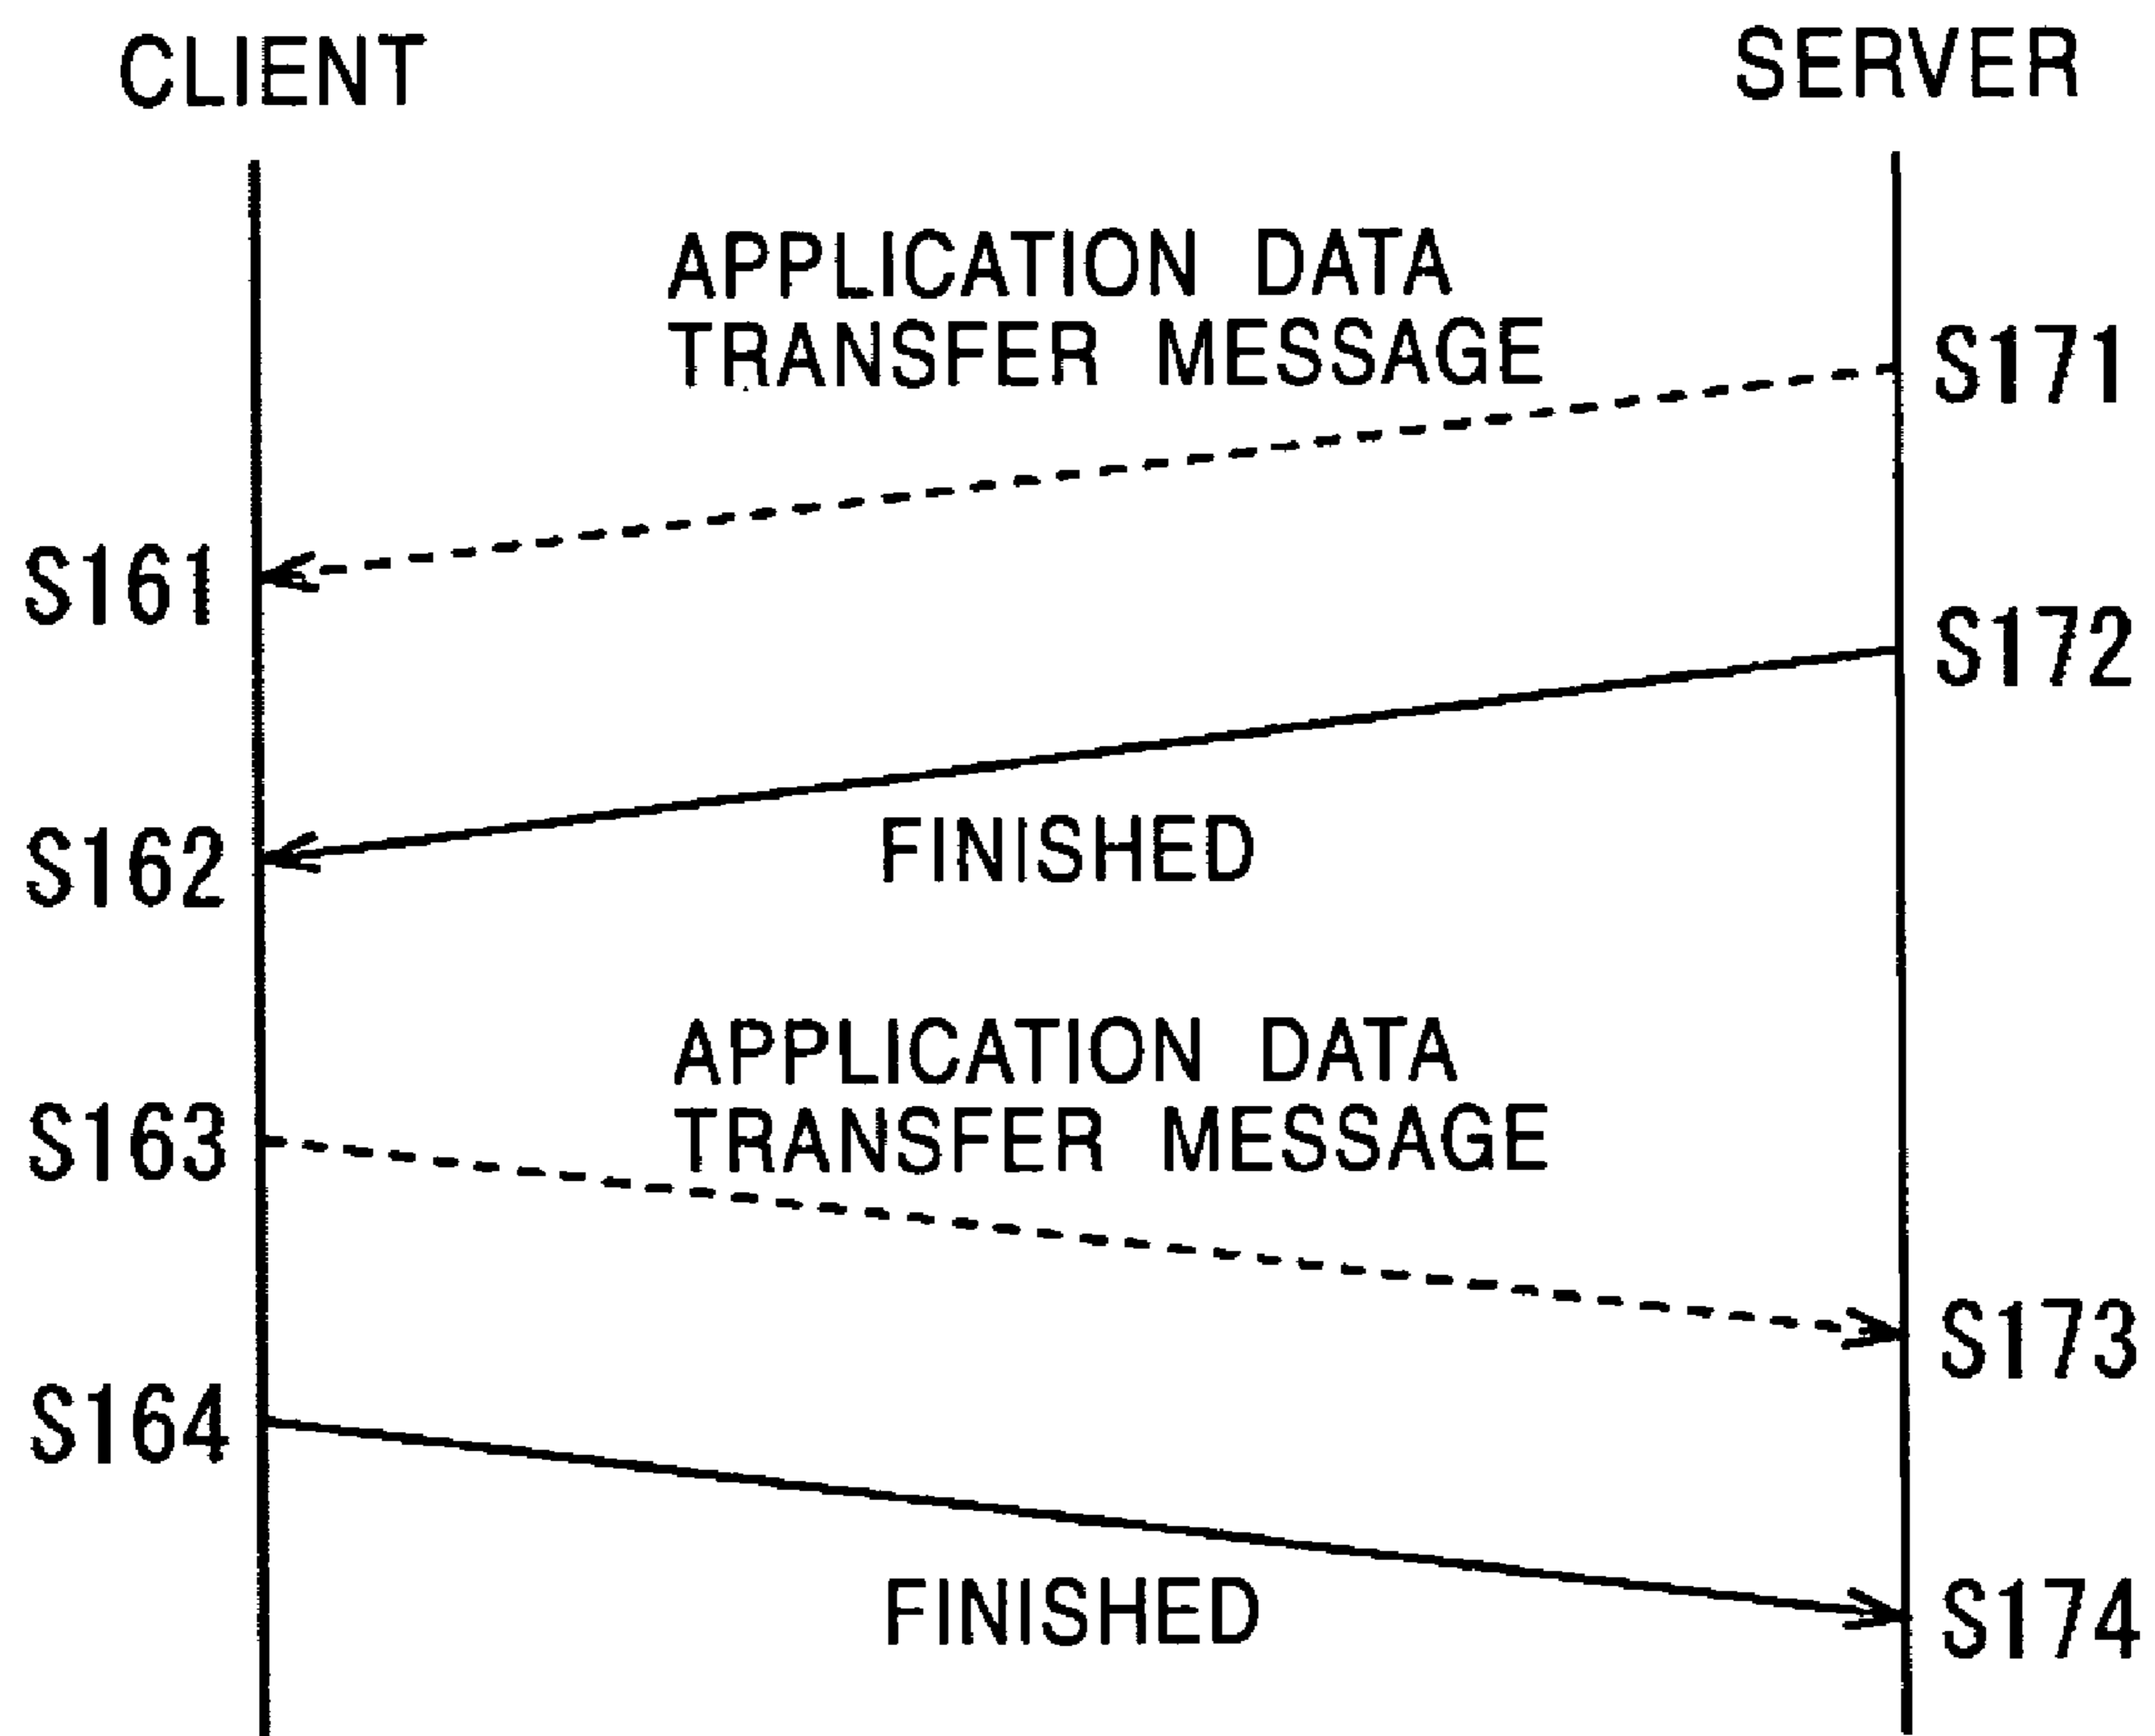 CLIENT
SERVER
APPLICATION DATA
TRANSFER MESSAGE
S171
S161
S172
FINISHED
S162
APPLICATION DATA
TRANSFER MESSAGE
S163
S173
S164
FINISHED
S174